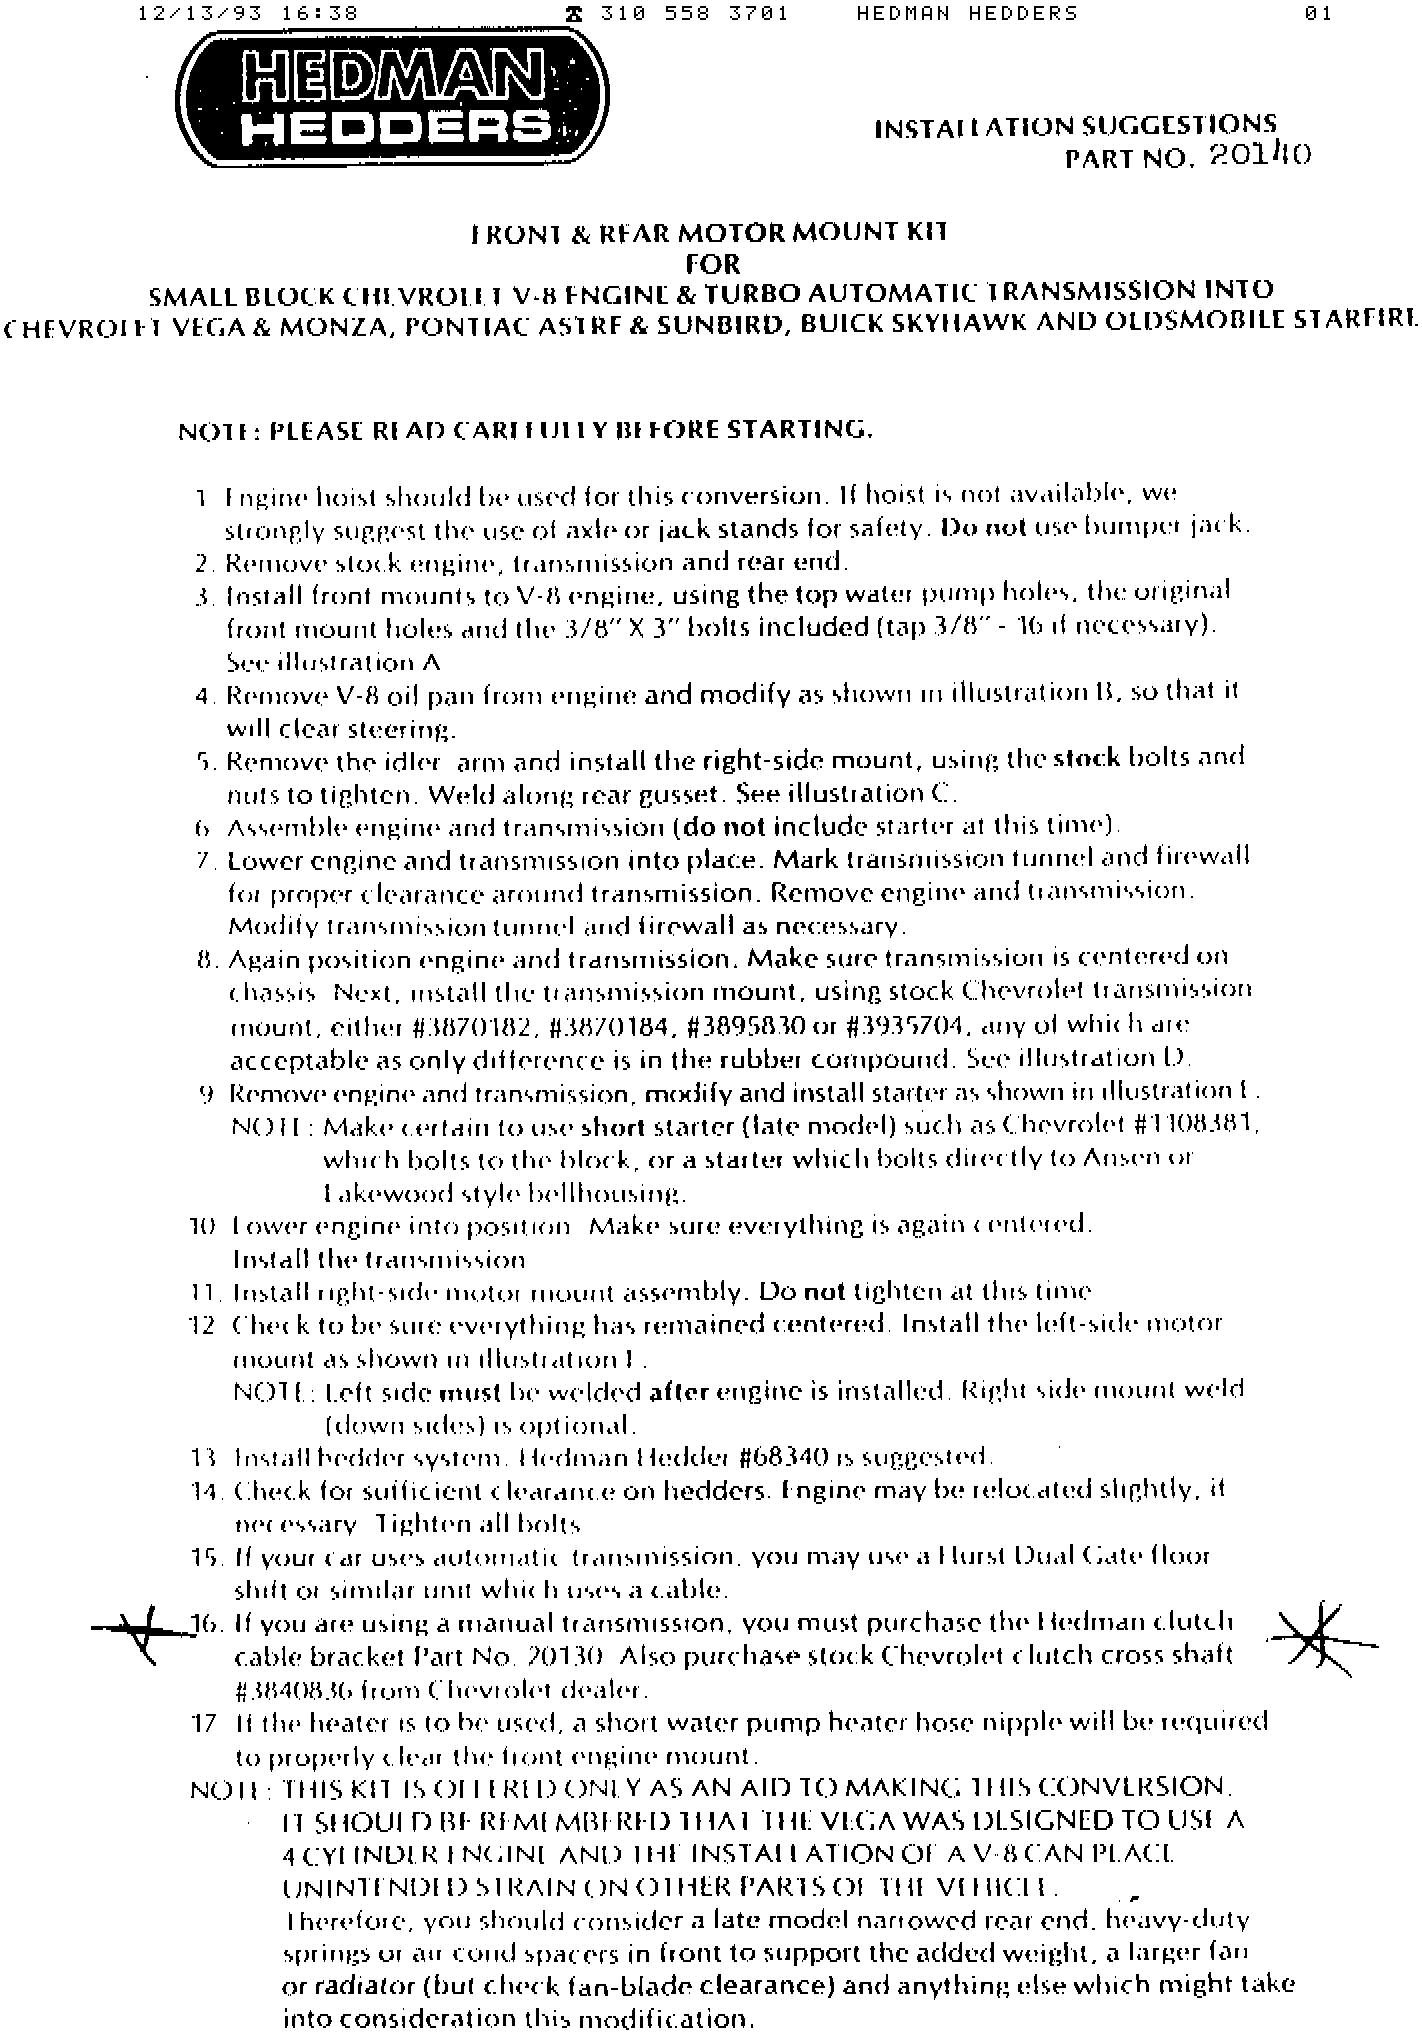 12/13/93 16:38 ☎ 310 558 3701 HEDMAN HEDDERS 01
HEDMAN
HEDDERS
INSTALLATION SUGGESTIONS
PART NO. 20140
FRONT & REAR MOTOR MOUNT KIT
FOR
SMALL BLOCK CHEVROLET V-8 ENGINE & TURBO AUTOMATIC TRANSMISSION INTO
CHEVROLET VEGA & MONZA, PONTIAC ASTRE & SUNBIRD, BUICK SKYHAWK AND OLDSMOBILE STARFIRE
NOTE: PLEASE READ CAREFULLY BEFORE STARTING.
1 Engine hoist should be used for this conversion. If hoist is not available, we
strongly suggest the use of axle or jack stands for safety. Do not use bumper jack.
2. Remove stock engine, transmission and rear end.
3. Install front mounts to V-8 engine, using the top water pump holes, the original
front mount holes and the 3/8" X 3" bolts included (tap 3/8" - 16 if necessary).
See illustration A
4. Remove V-8 oil pan from engine and modify as shown in illustration B, so that it
will clear steering.
5. Remove the idler arm and install the right-side mount, using the stock bolts and
nuts to tighten. Weld along rear gusset. See illustration C.
6 Assemble engine and transmission (do not include starter at this time).
7. Lower engine and transmission into place. Mark transmission tunnel and firewall
for proper clearance around transmission. Remove engine and transmission.
Modify transmission tunnel and firewall as necessary.
8. Again position engine and transmission. Make sure transmission is centered on
chassis Next, install the transmission mount, using stock Chevrolet transmission
mount, either #3870182, #3870184, #3895830 or #3935704, any of which are
acceptable as only difference is in the rubber compound. See illustration D.
9 Remove engine and transmission, modify and install starter as shown in illustration E.
NOTE: Make certain to use short starter (late model) such as Chevrolet #1108381,
which bolts to the block, or a starter which bolts directly to Ansen or
Lakewood style bellhousing.
10 Lower engine into position Make sure everything is again centered.
Install the transmission
11. Install right-side motor mount assembly. Do not tighten at this time
12 Check to be sure everything has remained centered. Install the left-side motor
mount as shown in illustration F.
NOTE: Left side must be welded after engine is installed. Right side mount weld
(down sides) is optional.
13 Install hedder system. Hedman Hedder #68340 is suggested.
14. Check for sufficient clearance on hedders. Engine may be relocated slightly, if
necessary Tighten all bolts
15. If your car uses automatic transmission, you may use a Hurst Dual Gate floor
shift or similar unit which uses a cable.
16. If you are using a manual transmission, you must purchase the Hedman clutch
cable bracket Part No. 20130 Also purchase stock Chevrolet clutch cross shaft
#3840836 from Chevrolet dealer.
17 If the heater is to be used, a short water pump heater hose nipple will be required
to properly clear the front engine mount.
NOTE: THIS KIT IS OFFERED ONLY AS AN AID TO MAKING THIS CONVERSION.
IT SHOULD BE REMEMBERED THAT THE VEGA WAS DESIGNED TO USE A
4 CYLINDER ENGINE AND THE INSTALLATION OF A V-8 CAN PLACE
UNINTENDED STRAIN ON OTHER PARTS OF THE VEHICLE.
Therefore, you should consider a late model narrowed rear end, heavy-duty
springs or air cond spacers in front to support the added weight, a larger fan
or radiator (but check fan-blade clearance) and anything else which might take
into consideration this modification.